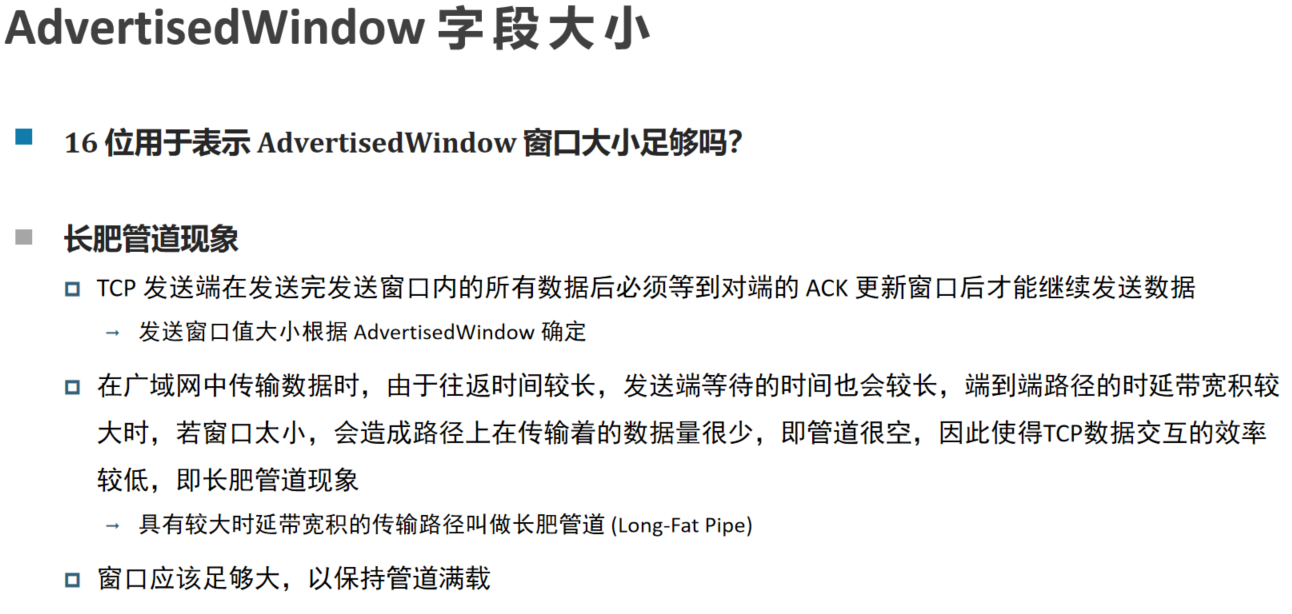 AdvertisedWindow 字段大小
16 位用于表示 AdvertisedWindow 窗口大小足够吗?
长肥管道现象
TCP 发送端在发送完发送窗口内的所有数据后必须等到对端的 ACK 更新窗口后才能继续发送数据
→ 发送窗口值大小根据 AdvertisedWindow 确定
在广域网中传输数据时，由于往返时间较长，发送端等待的时间也会较长，端到端路径的时延带宽积较
大时，若窗口太小，会造成路径上在传输着的数据量很少，即管道很空，因此使得TCP数据交互的效率
较低，即长肥管道现象
→ 具有较大时延带宽积的传输路径叫做长肥管道 (Long-Fat Pipe)
窗口应该足够大，以保持管道满载